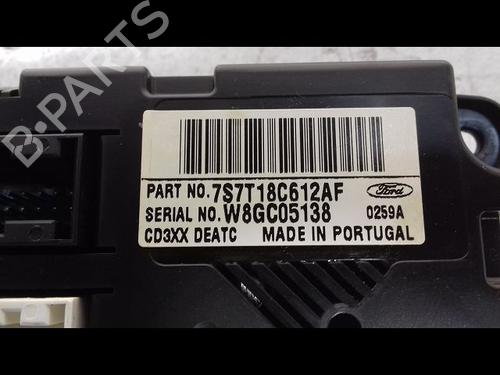 B-PARTS
PART NO. 7S7T18C612AF
Ford
SERIAL NO. W8GC05138
0259A
CD3XX DEATC MADE IN PORTUGAL